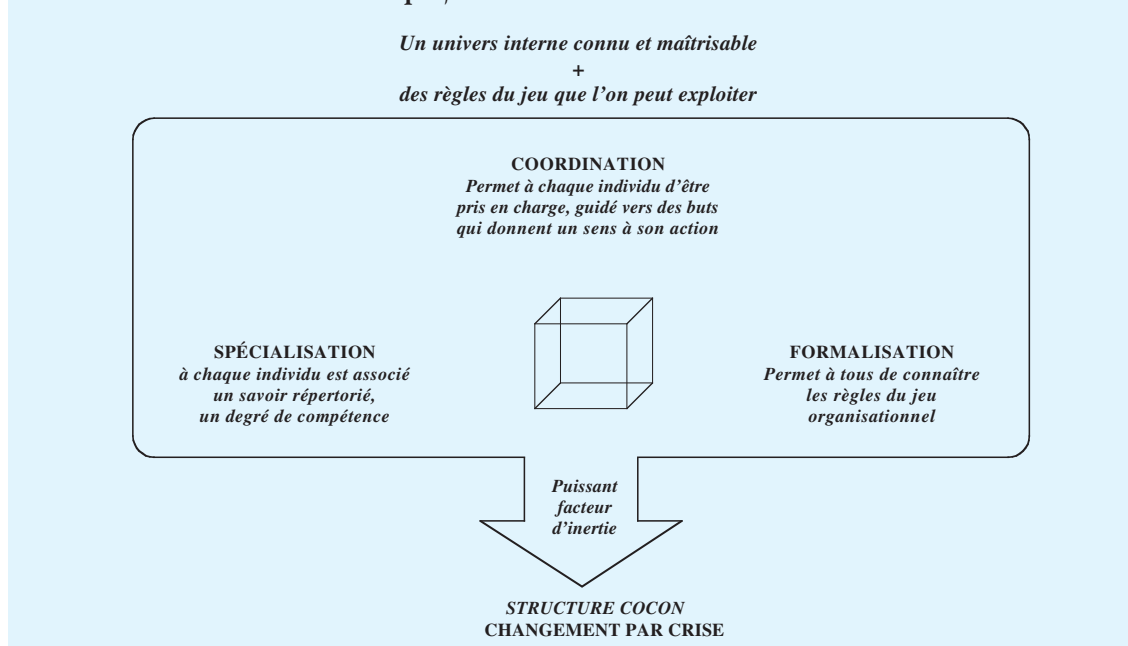 Un univers interne connu et maîtrisable
+
des règles du jeu que l’on peut exploiter
COORDINATION
Permet à chaque individu d’être
pris en charge, guidé vers des buts
qui donnent un sens à son action
SPÉCIALISATION
à chaque individu est associé
un savoir répertorié,
un degré de compétence
FORMALISATION
Permet à tous de connaître
les règles du jeu
organisationnel
Puissant
facteur
d’inertie
STRUCTURE COCON
CHANGEMENT PAR CRISE